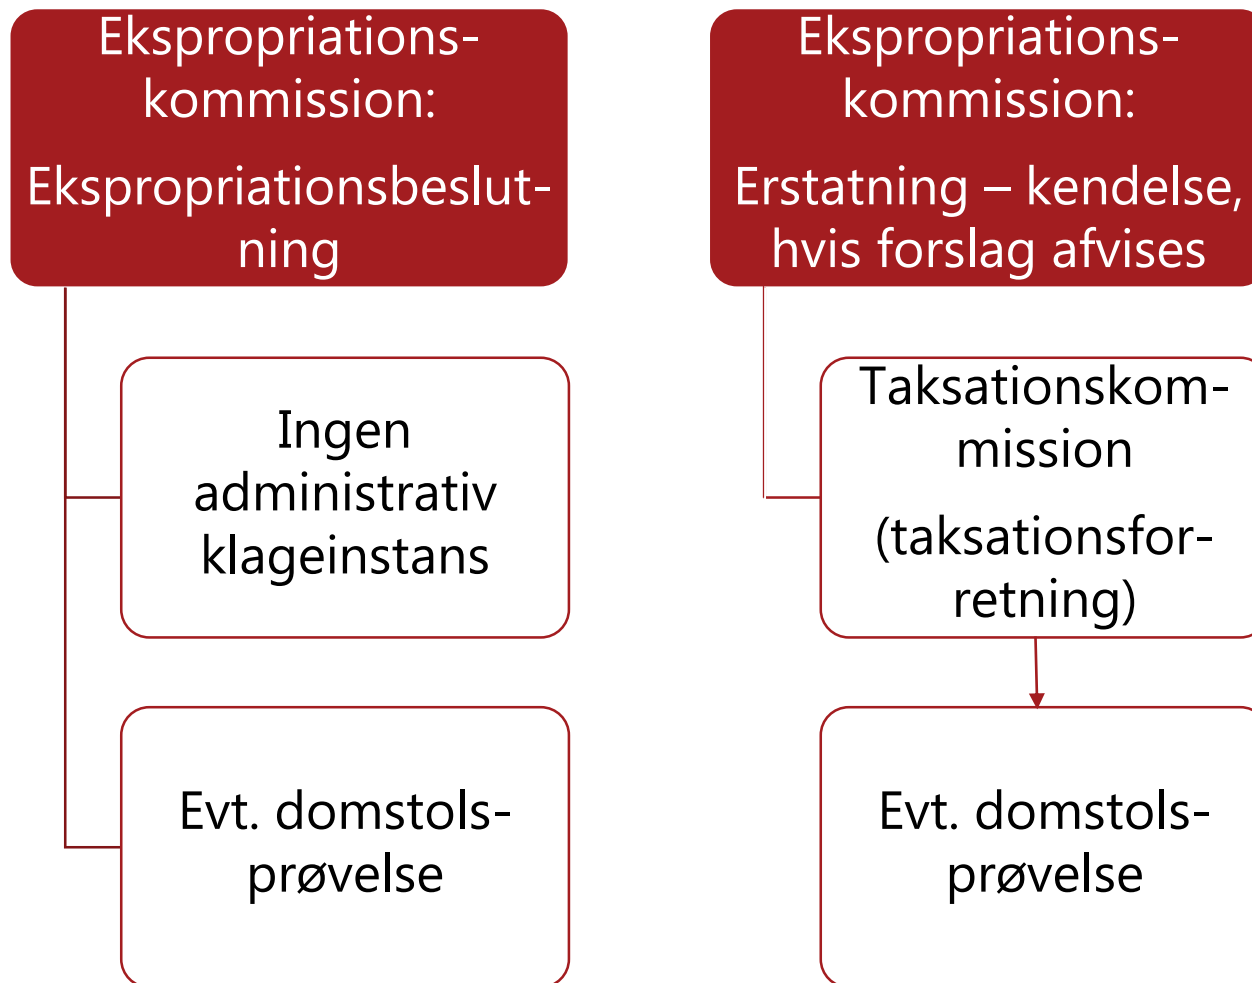 Ekspropriations-
kommission:
Ekspropriationsbeslut-
ning
Ingen
administrativ
klageinstans
Evt. domstols-
prøvelse
Ekspropriations-
kommission:
Erstatning – kendelse,
hvis forslag afvises
Taksationskom-
mission
(taksationsfor-
retning)
Evt. domstols-
prøvelse